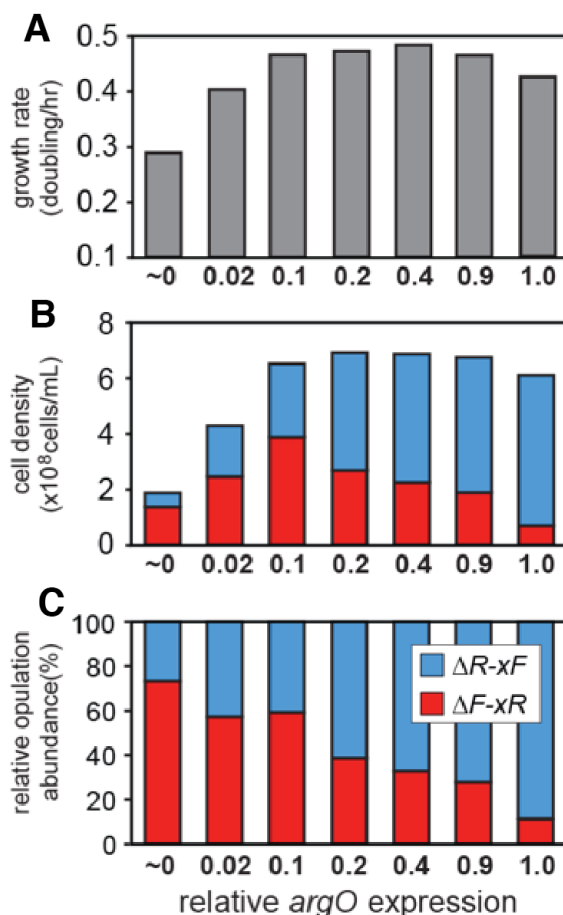 A
growth rate
(doubling/hr)
0.5
0.4
0.3
0.2
0.1
~0 0.02 0.1 0.2 0.4 0.9 1.0
B
cell density
(x10⁸cells/mL)
8
6
4
2
0
~0 0.02 0.1 0.2 0.4 0.9 1.0
C
relative opulation
abundance(%)
100
80
60
40
20
0
ΔR-xF
ΔF-xR
~0 0.02 0.1 0.2 0.4 0.9 1.0
relative argO expression